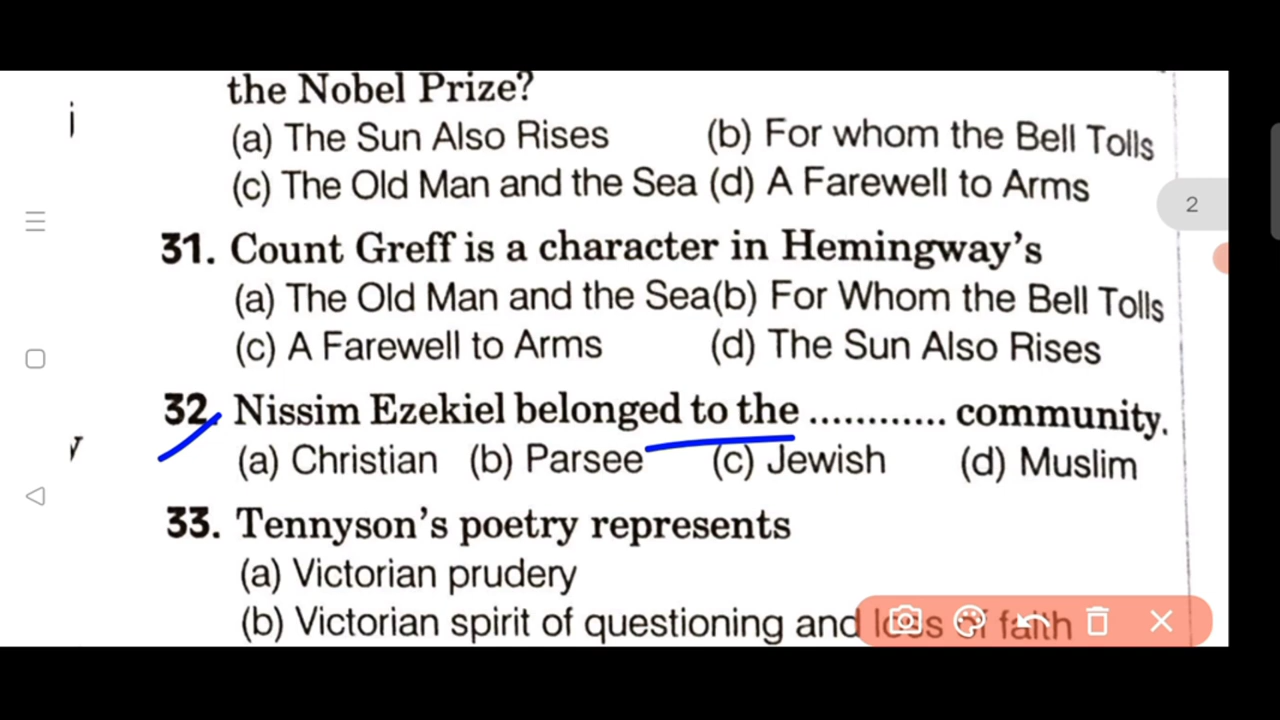 the Nobel Prize?
(a) The Sun Also Rises (b) For whom the Bell Tolls
(c) The Old Man and the Sea (d) A Farewell to Arms
2
31. Count Greff is a character in Hemingway's
(a) The Old Man and the Sea(b) For Whom the Bell Tolls
(c) A Farewell to Arms (d) The Sun Also Rises
32. Nissim Ezekiel belonged to the ............ community.
(a) Christian (b) Parsee (c) Jewish (d) Muslim
33. Tennyson's poetry represents
(a) Victorian prudery
(b) Victorian spirit of questioning and loss of faith